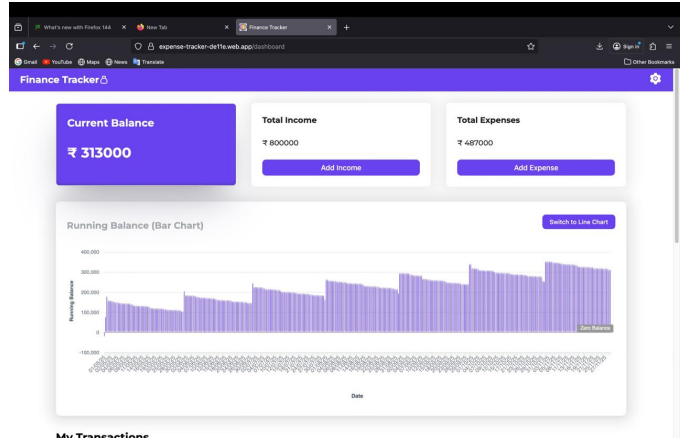 What's new with Firefox 144
New Tab
Finance Tracker
expense-tracker-de11e.web.app/dashboard
Sign in
Gmail YouTube Maps News Translate
Other Bookmarks
Finance Tracker
Current Balance
₹ 313000
Total Income
₹ 800000
Add Income
Total Expenses
₹ 487000
Add Expense
Running Balance (Bar Chart)
Switch to Line Chart
400,000
300,000
200,000
100,000
0
-100,000
Running Balance
Zero Balance
Date
My Transactions